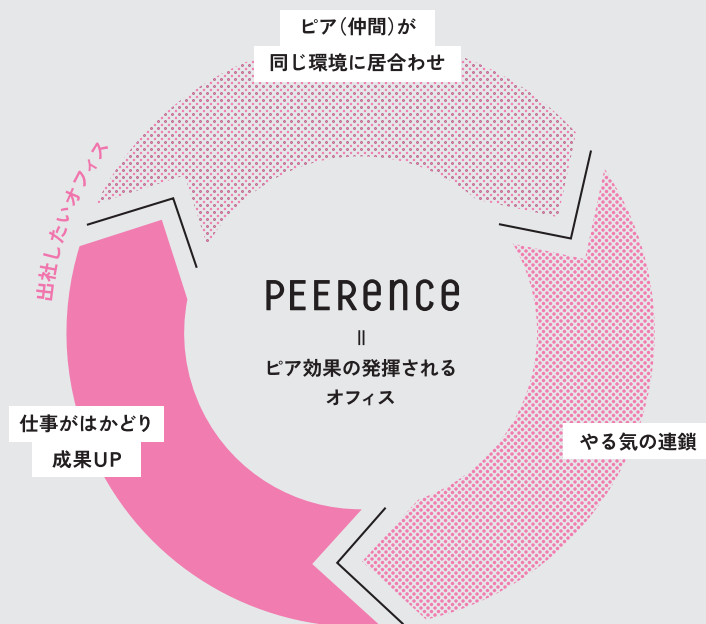 ピア（仲間）が
同じ環境に居合わせ
出社したいオフィス
PEERence
=
ピア効果の発揮される
オフィス
仕事がはかどり
成果UP
やる気の連鎖